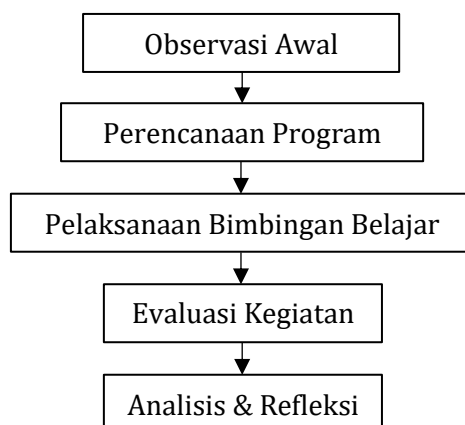 Observasi Awal
Perencanaan Program
Pelaksanaan Bimbingan Belajar
Evaluasi Kegiatan
Analisis & Refleksi